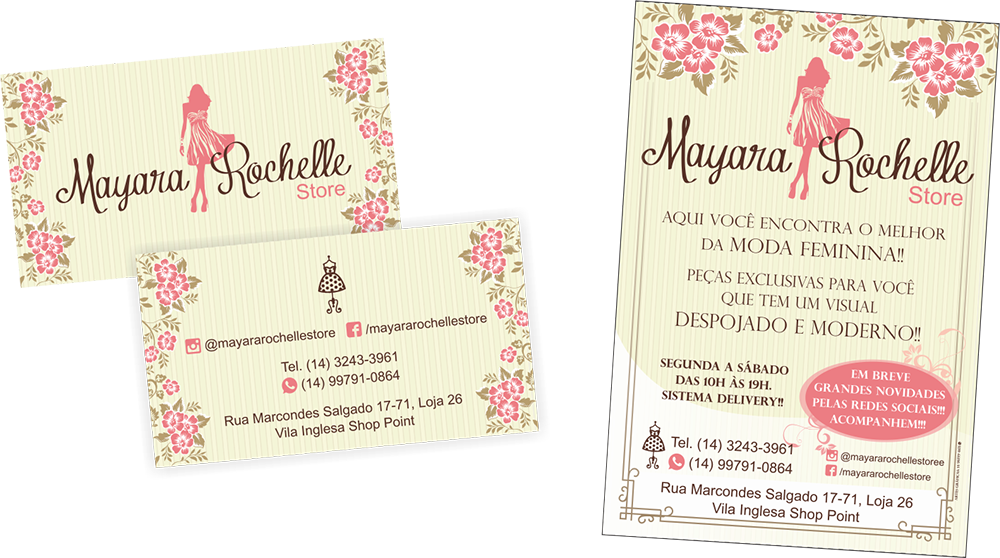 Mayara Rochelle
Store
@mayararochellestore /mayararochellestore
Tel. (14) 3243-3961
(14) 99791-0864
Rua Marcondes Salgado 17-71, Loja 26
Vila Inglesa Shop Point
Mayara Rochelle
Store
AQUI VOCÊ ENCONTRA O MELHOR
DA MODA FEMININA!!
PEÇAS EXCLUSIVAS PARA VOCÊ
QUE TEM UM VISUAL
DESPOJADO E MODERNO!!
SEGUNDA A SÁBADO
DAS 10H ÀS 19H.
SISTEMA DELIVERY!!
EM BREVE
GRANDES NOVIDADES
PELAS REDES SOCIAIS!!!
ACOMPANHEM!!!
Tel. (14) 3243-3961
(14) 99791-0864
@mayararochellestoree
/mayararochellestore
Rua Marcondes Salgado 17-71, Loja 26
Vila Inglesa Shop Point